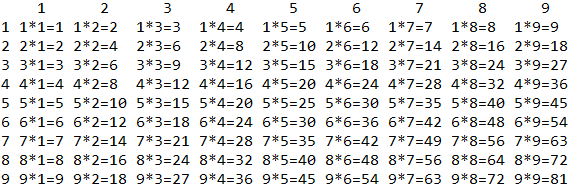 1 2 3 4 5 6 7 8 9
1 1*1=1 1*2=2 1*3=3 1*4=4 1*5=5 1*6=6 1*7=7 1*8=8 1*9=9
2 2*1=2 2*2=4 2*3=6 2*4=8 2*5=10 2*6=12 2*7=14 2*8=16 2*9=18
3 3*1=3 3*2=6 3*3=9 3*4=12 3*5=15 3*6=18 3*7=21 3*8=24 3*9=27
4 4*1=4 4*2=8 4*3=12 4*4=16 4*5=20 4*6=24 4*7=28 4*8=32 4*9=36
5 5*1=5 5*2=10 5*3=15 5*4=20 5*5=25 5*6=30 5*7=35 5*8=40 5*9=45
6 6*1=6 6*2=12 6*3=18 6*4=24 6*5=30 6*6=36 6*7=42 6*8=48 6*9=54
7 7*1=7 7*2=14 7*3=21 7*4=28 7*5=35 7*6=42 7*7=49 7*8=56 7*9=63
8 8*1=8 8*2=16 8*3=24 8*4=32 8*5=40 8*6=48 8*7=56 8*8=64 8*9=72
9 9*1=9 9*2=18 9*3=27 9*4=36 9*5=45 9*6=54 9*7=63 9*8=72 9*9=81